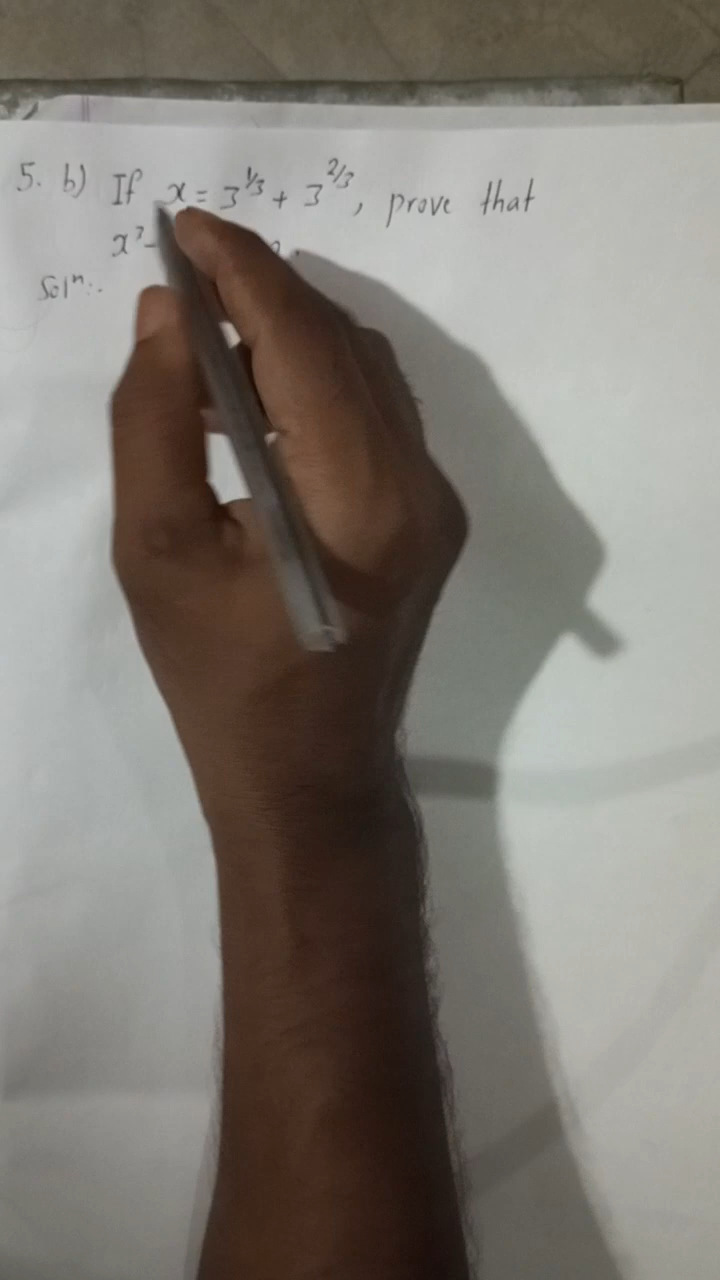 5. b) If x = 3^1/3 + 3^2/3, prove that
x³ -
Solⁿ:-